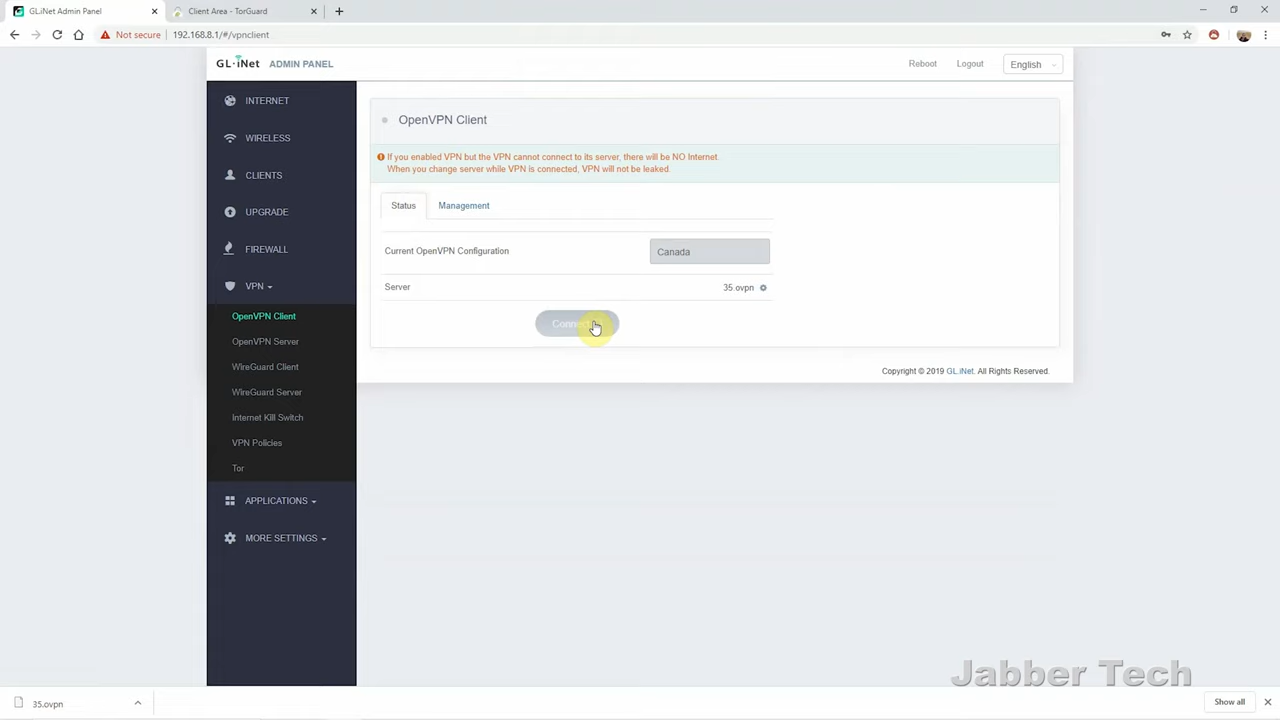 GL.iNet Admin Panel
Client Area - TorGuard
Not secure
192.168.8.1/#/vpnclient
GL·iNet ADMIN PANEL
Reboot
Logout
English
INTERNET
WIRELESS
CLIENTS
UPGRADE
FIREWALL
VPN
OpenVPN Client
OpenVPN Server
WireGuard Client
WireGuard Server
Internet Kill Switch
VPN Policies
Tor
APPLICATIONS
MORE SETTINGS
OpenVPN Client
If you enabled VPN but the VPN cannot connect to its server, there will be NO Internet.
When you change server while VPN is connected, VPN will not be leaked.
Status
Management
Current OpenVPN Configuration
Canada
Server
35.ovpn
Copyright © 2019 GL.iNet. All Rights Reserved.
Jabber Tech
35.ovpn
Show all